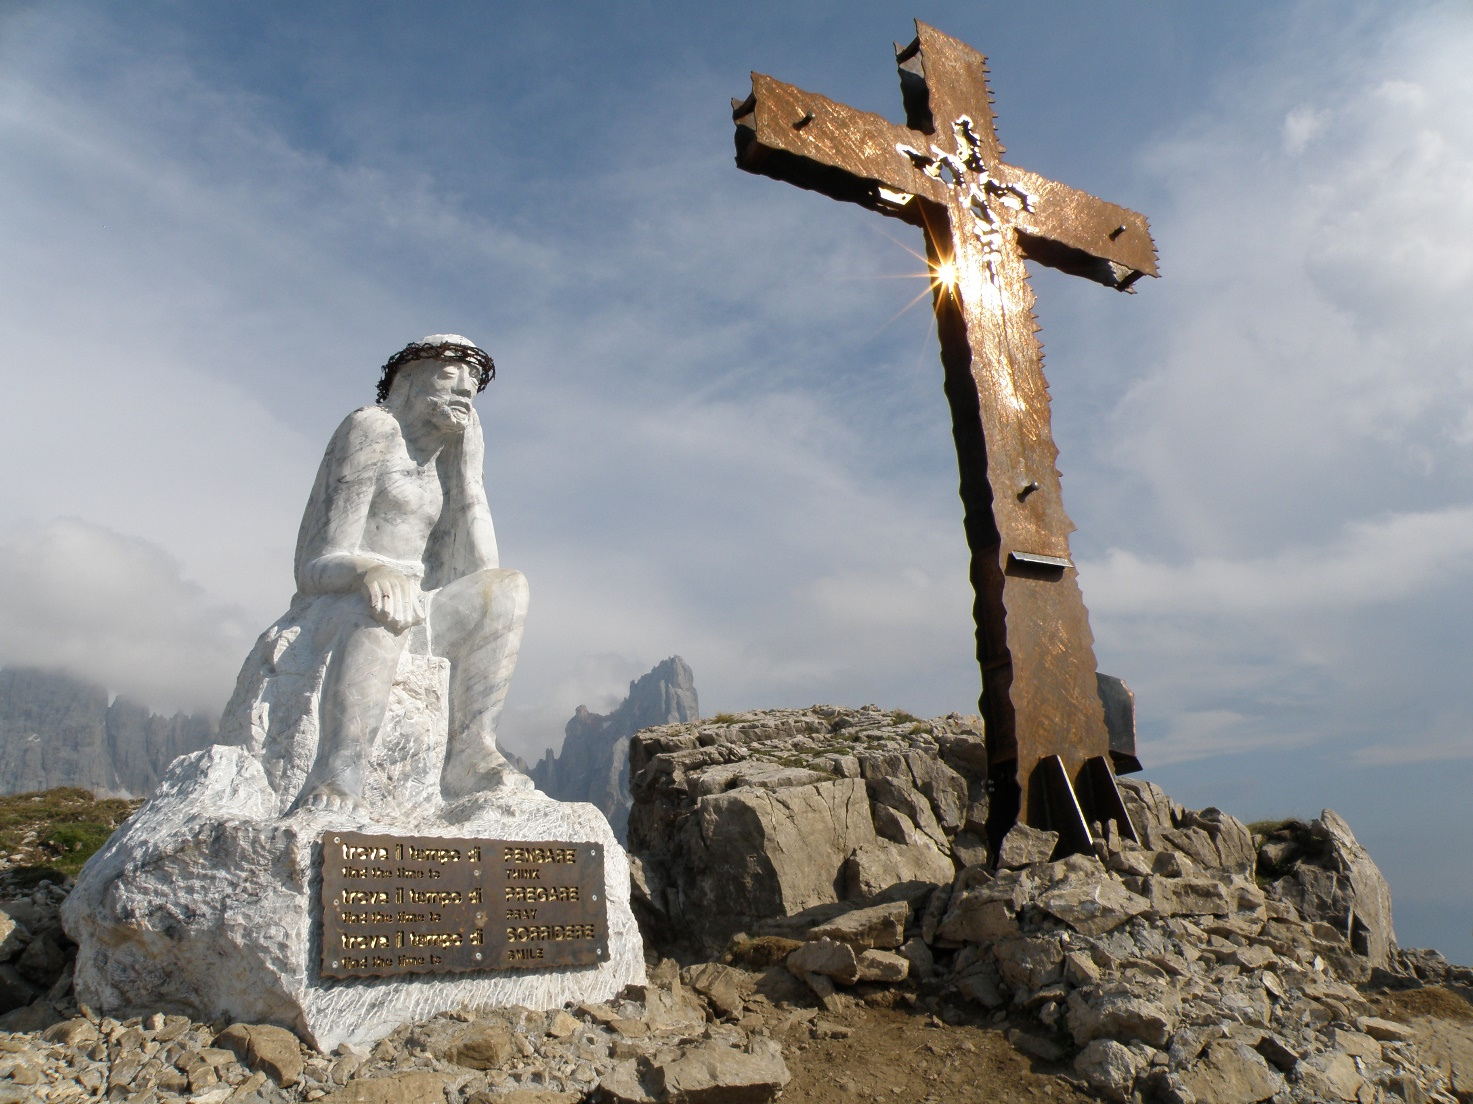 trova il tempo di PENSARE
find the time to THINK
trova il tempo di PREGARE
find the time to PRAY
trova il tempo di SORRIDERE
find the time to SMILE